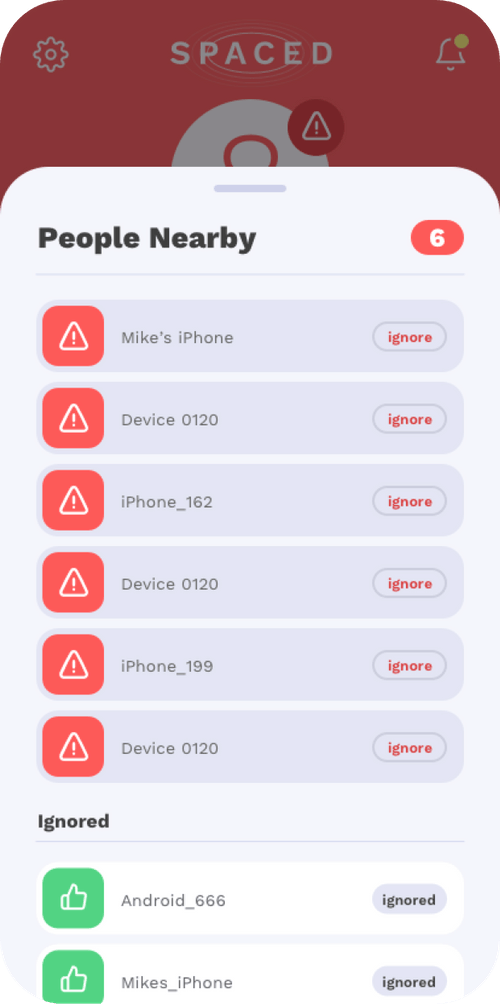 SPACED
People Nearby
6
Mike's iPhone
ignore
Device 0120
ignore
iPhone_162
ignore
Device 0120
ignore
iPhone_199
ignore
Device 0120
ignore
Ignored
Android_666
ignored
Mikes_iPhone
ignored